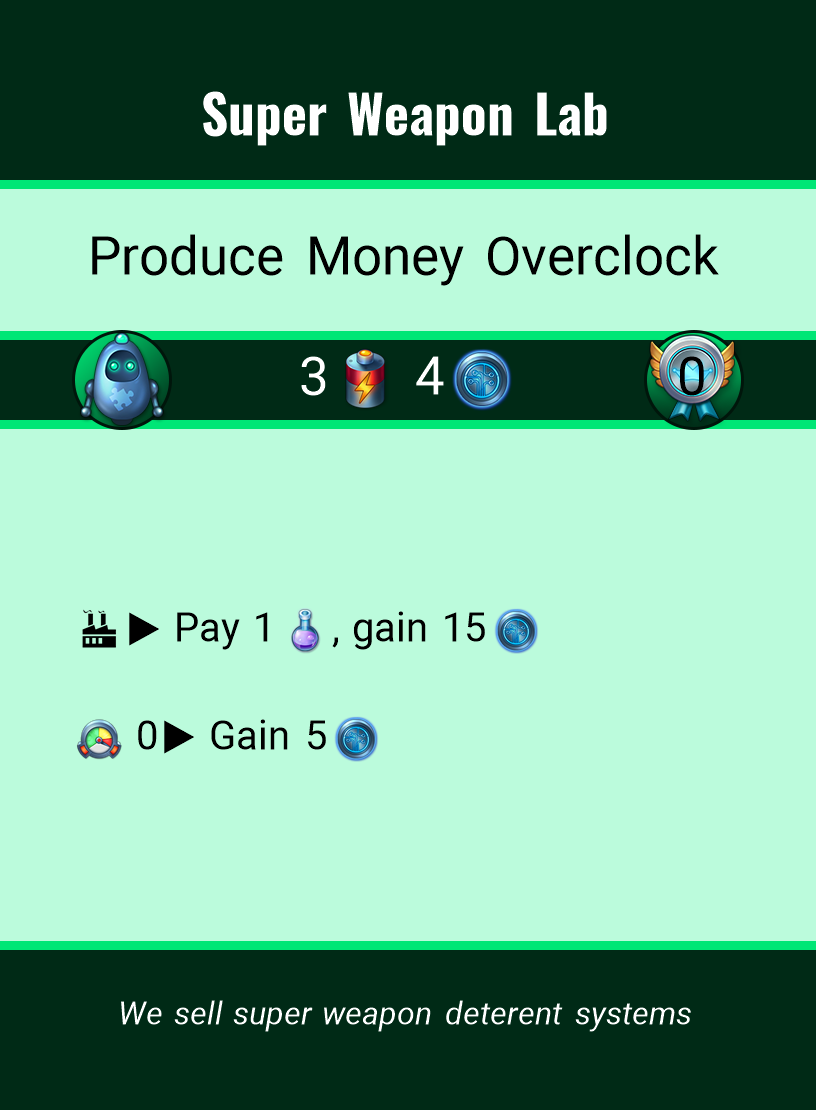 Super Weapon Lab
Produce Money Overclock
3 4 0
Pay 1 , gain 15
0 Gain 5
We sell super weapon deterent systems